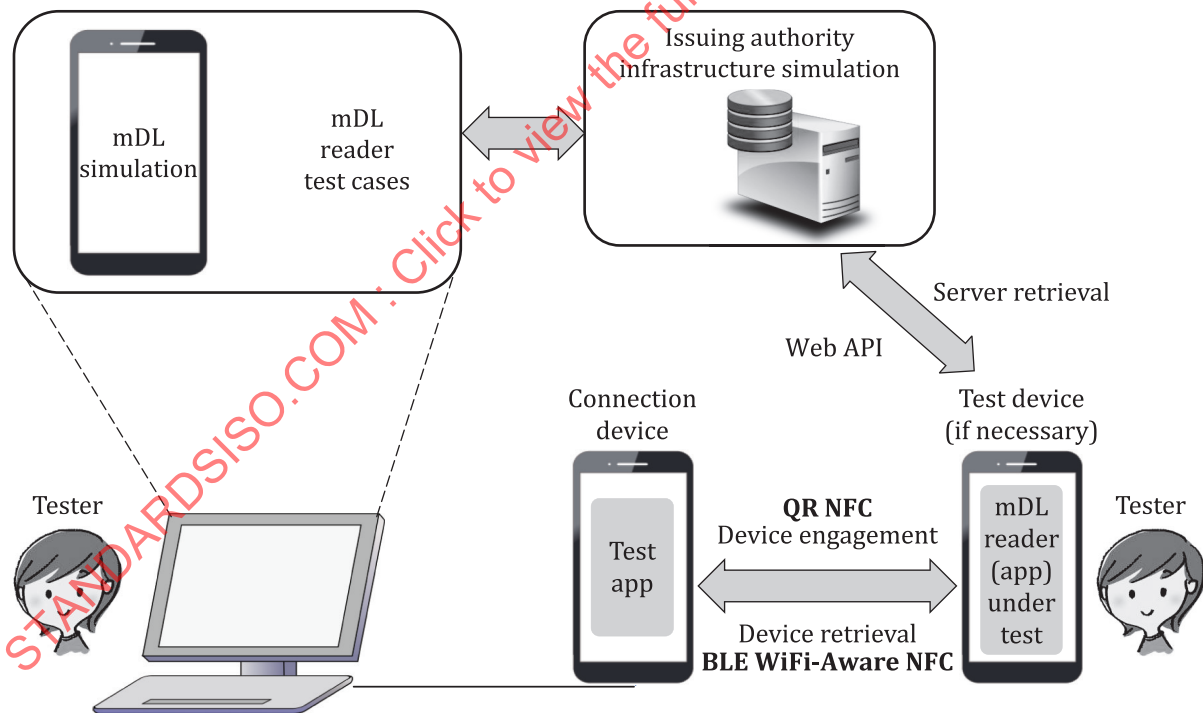 mDL
simulation
mDL
reader
test cases
Issuing authority
infrastructure simulation
Server retrieval
Web API
Connection
device
Test device
(if necessary)
Tester
Test
app
QR NFC
Device engagement
Device retrieval
BLE WiFi-Aware NFC
mDL
reader
(app)
under
test
Tester
STANDARDSISO.COM : Click to view the ful